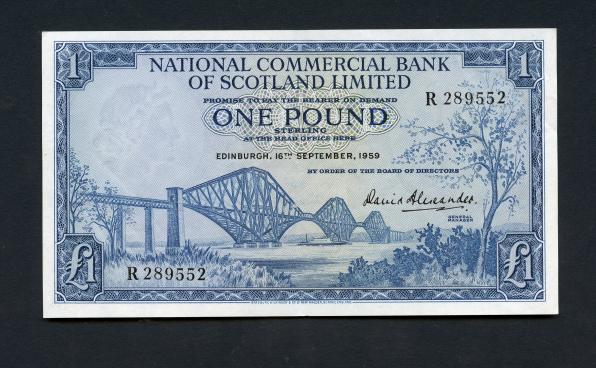 1 1
NATIONAL COMMERCIAL BANK
OF SCOTLAND LIMITED
PROMISE TO PAY THE BEARER ON DEMAND
R 289552
ONE POUND
STERLING
AT THE HEAD OFFICE HERE
EDINBURGH, 16TH SEPTEMBER, 1959
BY ORDER OF THE BOARD OF DIRECTORS
David Alexander.
GENERAL
MANAGER
R 289552
£1 £1